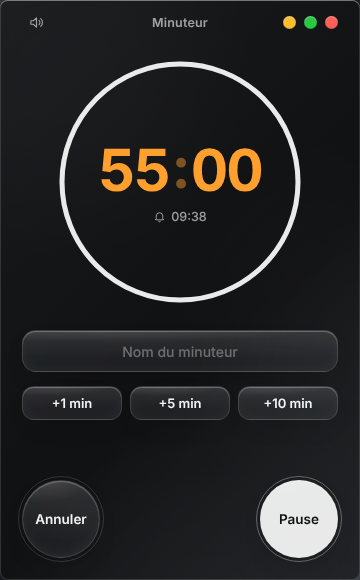 Minuteur
55:00
09:38
Nom du minuteur
+1 min
+5 min
+10 min
Annuler
Pause